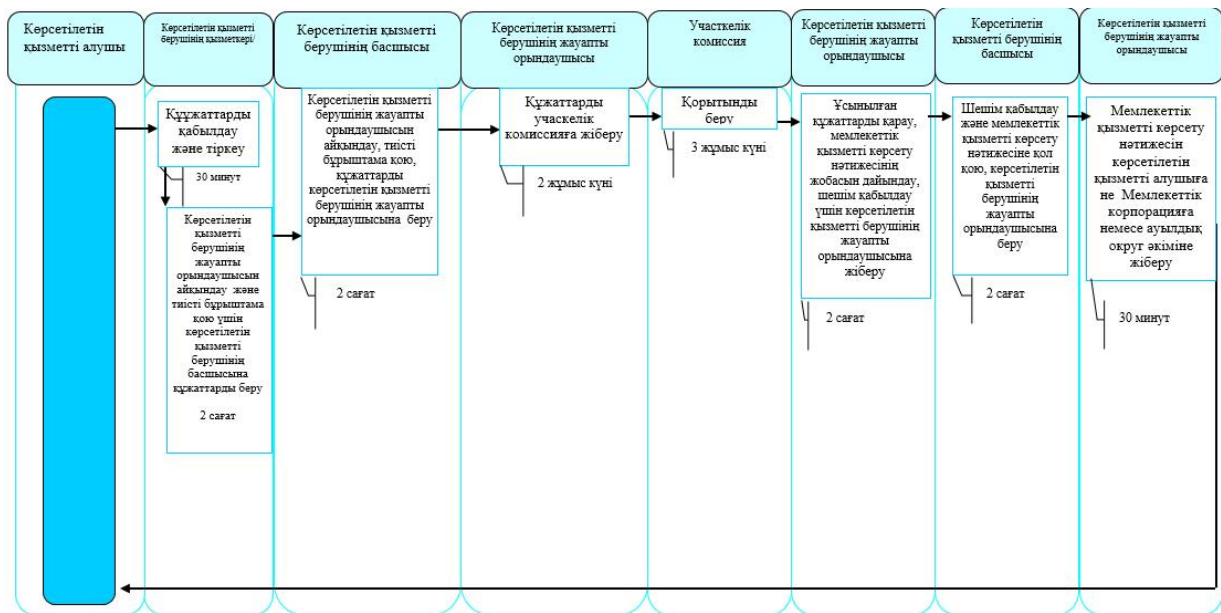 Көрсетілетін
қызметті алушы
Көрсетілетін қызметті
берушінің қызметкері/
Көрсетілетін қызметті
берушінің басшысы
Көрсетілетін қызметті
берушінің жауапты
орындаушысы
Участкелік
комиссия
Көрсетілетін қызметті
берушінің жауапты
орындаушысы
Көрсетілетін
қызметті берушінің
басшысы
Көрсетілетін қызметті
берушінің жауапты
орындаушысы
Құұжаттарды
қабылдау
және тіркеу
30 минут
Көрсетілетін
қызметті
берушінің
жауапты
орындаушысын
айқындау және
тиісті бұрыштама
қою үшін
көрсетілетін
қызметті
берушінің
басшысына
құжаттарды беру
2 сағат
Көрсетілетін қызметті
берушінің жауапты
орындаушысын
айқындау, тиісті
бұрыштама қою,
құжаттарды
көрсетілетін қызметті
берушінің жауапты
орындаушысына беру
2 сағат
Құжаттарды
учаскелік
комиссияға жіберу
2 жұмыс күні
Қорытынды
беру
3 жұмыс күні
Ұсынылған
құжаттарды қарау,
мемлекеттік
қызметті көрсету
нәтижесінің
жобасын дайындау,
шешім қабылдау
үшін көрсетілетін
қызметті берушінің
жауапты
орындаушысына
жіберу
2 сағат
Шешім қабылдау
және мемлекеттік
қызметті көрсету
нәтижесіне қол
қою, көрсетілетін
қызметті
берушінің
жауапты
орындаушысына
беру
2 сағат
Мемлекеттік
қызметті көрсету
нәтижесін
көрсетілетін
қызметті алушыға
не Мемлекеттік
корпорацияға
немесе ауылдық
округ әкіміне
жіберу
30 минут